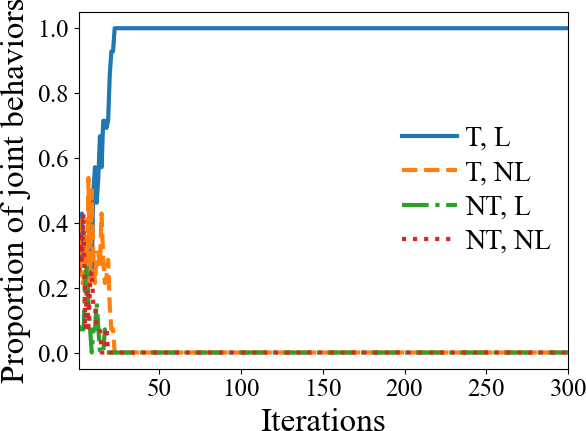 Proportion of joint behaviors
1.0
0.8
0.6
0.4
0.2
0.0
T, L
T, NL
NT, L
NT, NL
50 100 150 200 250 300
Iterations